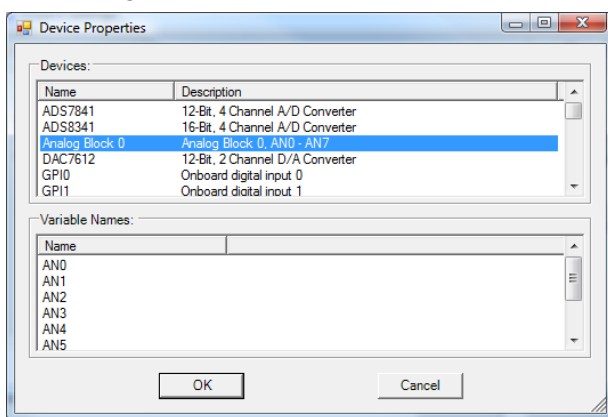 Device Properties
Devices:
Name Description
ADS7841 12-Bit, 4 Channel A/D Converter
ADS8341 16-Bit, 4 Channel A/D Converter
Analog Block 0 Analog Block 0, AN0 - AN7
DAC7612 12-Bit, 2 Channel D/A Converter
GPI0 Onboard digital input 0
GPI1 Onboard digital input 1
Variable Names:
Name
AN0
AN1
AN2
AN3
AN4
AN5
OK Cancel